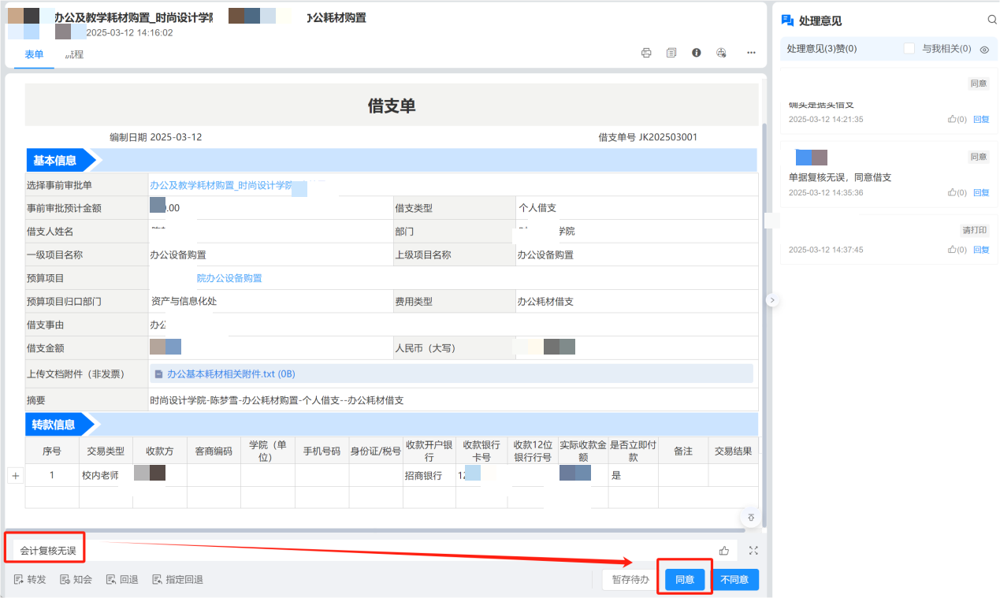 办公及教学耗材购置_时尚设计学院
办公耗材购置
2025-03-12 14:16:02
表单 流程
借支单
编制日期 2025-03-12 借支单号 JK202503001
基本信息
选择事前审批单 办公及教学耗材购置_时尚设计学院
事前审批预计金额 .00 借支类型 个人借支
借支人姓名 部门 学院
一级项目名称 办公设备购置 上级项目名称 办公设备购置
预算项目 院办公设备购置
预算项目归口部门 资产与信息化处 费用类型 办公耗材借支
借支事由 办公
借支金额 人民币（大写）
上传文档附件（非发票） 办公基本耗材相关附件.txt (0B)
摘要 时尚设计学院-陈梦雪-办公耗材购置-个人借支--办公耗材借支
转款信息
序号 交易类型 收款方 客商编码 学院（单位） 手机号码 身份证/税号 收款开户银行 收款银行卡号 收款12位银行行号 实际收款金额 是否立即付款 备注 交易结果
1 校内老师 招商银行 12 是
会计复核无误
转发 知会 回退 指定回退 暂存待办 同意 不同意
处理意见
处理意见(3)赞(0) 与我相关(0)
同意
确实是据实借支
2025-03-12 14:21:35 (0) 回复
同意
单据复核无误，同意借支
2025-03-12 14:35:36 (0) 回复
请打印
2025-03-12 14:37:45 (0) 回复